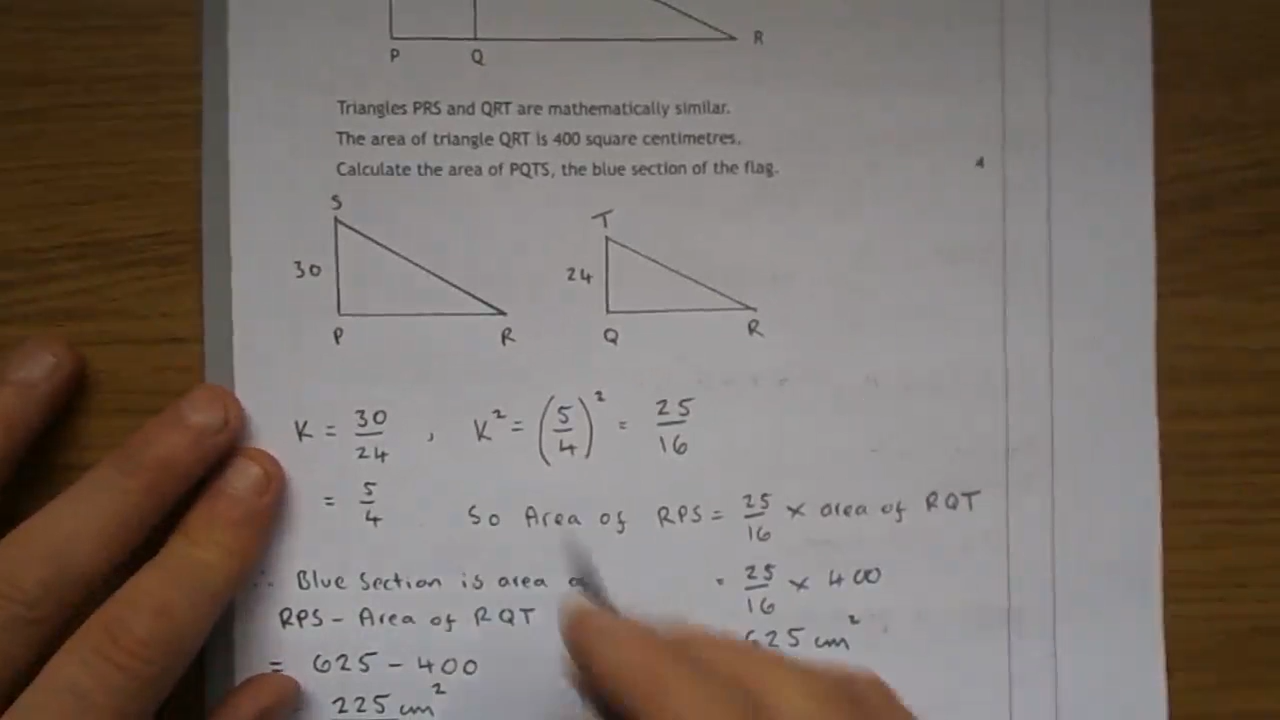 P Q R
Triangles PRS and QRT are mathematically similar.
The area of triangle QRT is 400 square centimetres.
Calculate the area of PQTS, the blue section of the flag.
4
S T
30 24
P R Q R
K = 30/24 , K² = (5/4)² = 25/16
= 5/4
So Area of RPS = 25/16 × area of RQT
∴ Blue Section is area
= 25/16 × 400
RPS - Area of RQT
625 cm²
= 625 - 400
225 cm²